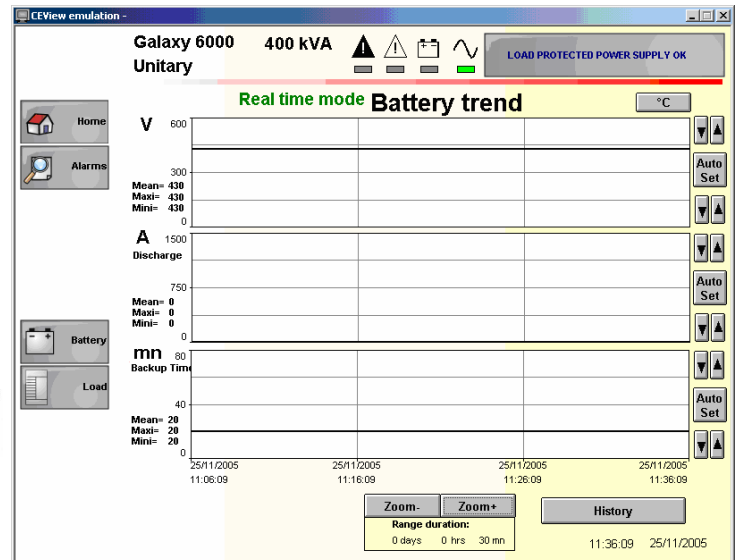 CEView emulation -
Galaxy 6000 400 kVA
Unitary
LOAD PROTECTED POWER SUPPLY OK
Real time mode Battery trend
°C
Home
Alarms
Battery
Load
V 600
300
Mean= 430
Maxi= 430
Mini= 430
0
Auto
Set
A 1500
Discharge
750
Mean= 0
Maxi= 0
Mini= 0
0
Auto
Set
mn 80
Backup Time
40
Mean= 20
Maxi= 20
Mini= 20
0
Auto
Set
25/11/2005 25/11/2005 25/11/2005 25/11/2005
11:06:09 11:16:09 11:26:09 11:36:09
Zoom- Zoom+
Range duration:
0 days 0 hrs 30 mn
History
11:36:09 25/11/2005